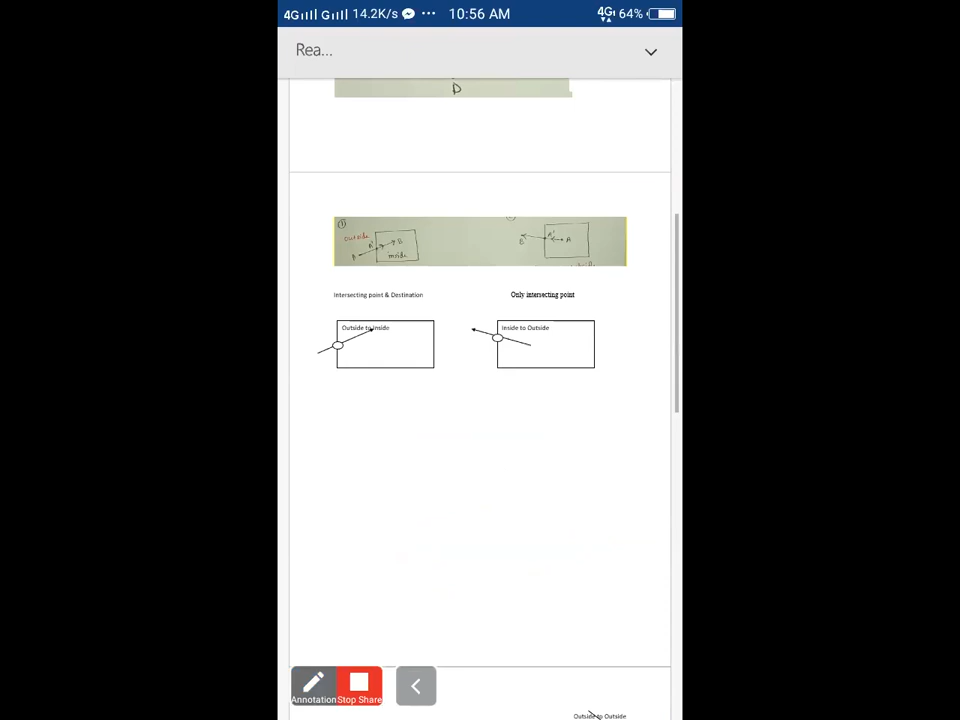 4G G 14.2K/s ··· 10:56 AM 4G 64%
Rea...
D
①
outside A' B
A inside
B A' A
Intersecting point & Destination
Only intersecting point
Outside to Inside
Inside to Outside
Annotation Stop Share
Outside to Outside